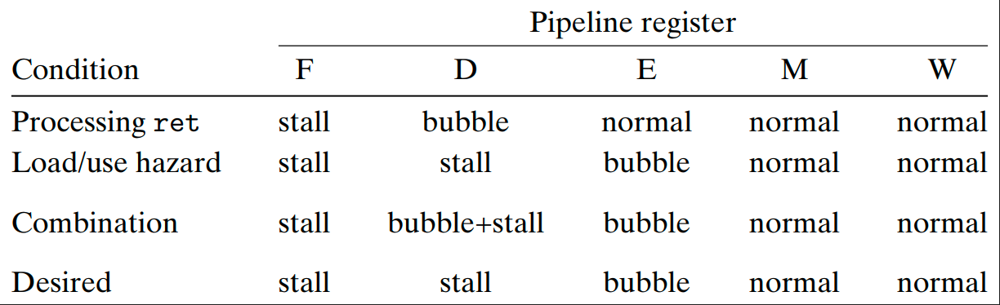 Pipeline register
Condition F D E M W
Processing ret stall bubble normal normal normal
Load/use hazard stall stall bubble normal normal
Combination stall bubble+stall bubble normal normal
Desired stall stall bubble normal normal